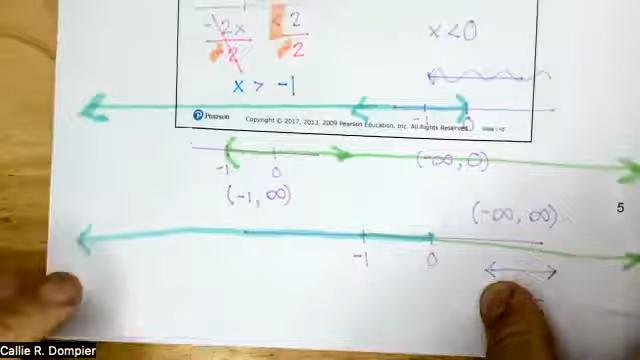 -2x < 2
-2 -2
x < 0
x > -1
-1 0
Pearson
Copyright © 2017, 2013, 2009 Pearson Education, Inc. All Rights Reserved
-1 0
(-∞, 0)
(-1, ∞)
(-∞, ∞)
5
-1 0
Callie R. Dompier